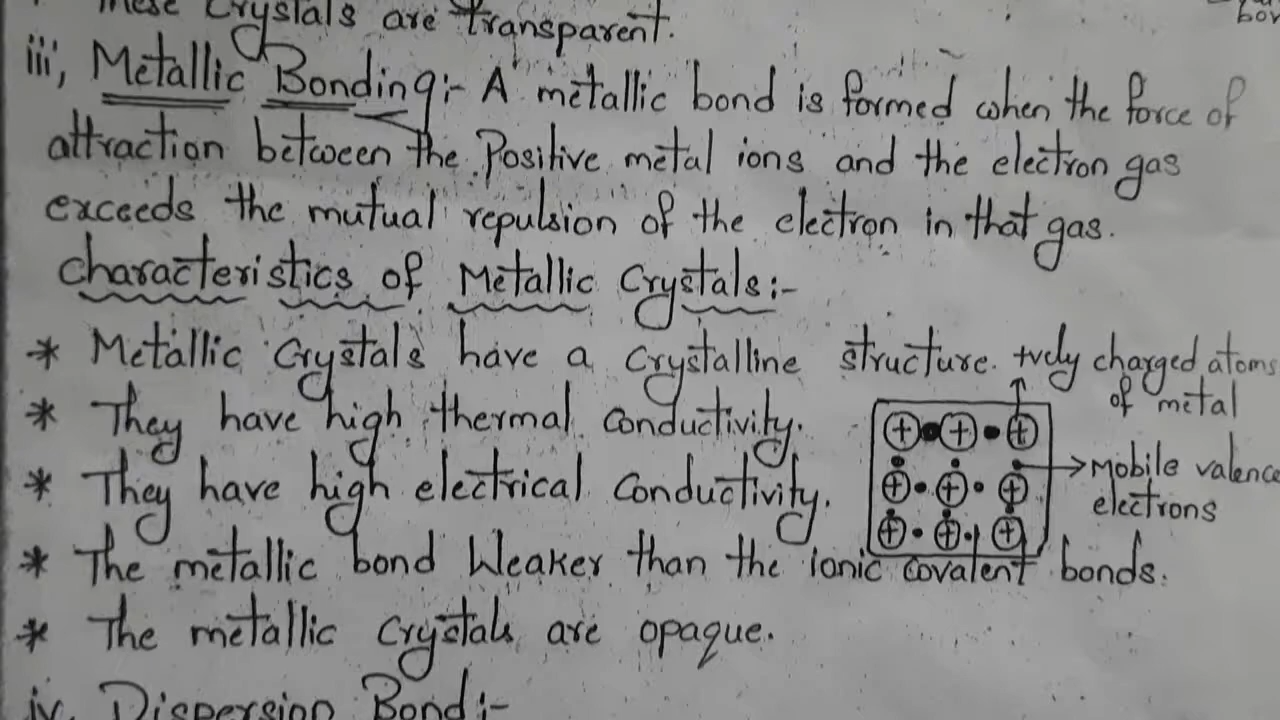 These Crystals are transparent.
iii, Metallic Bonding:- A metallic bond is formed when the force of
attraction between the Positive metal ions and the electron gas
exceeds the mutual repulsion of the electron in that gas.
Characteristics of Metallic Crystals:-
* Metallic Crystals have a Crystalline structure.
+vely charged atoms
of metal
* They have high thermal conductivity.
* They have high electrical conductivity.
Mobile valence
electrons
* The metallic bond Weaker than the ionic covalent bonds.
* The metallic Crystals are opaque.
iv, Dispersion Bond:-